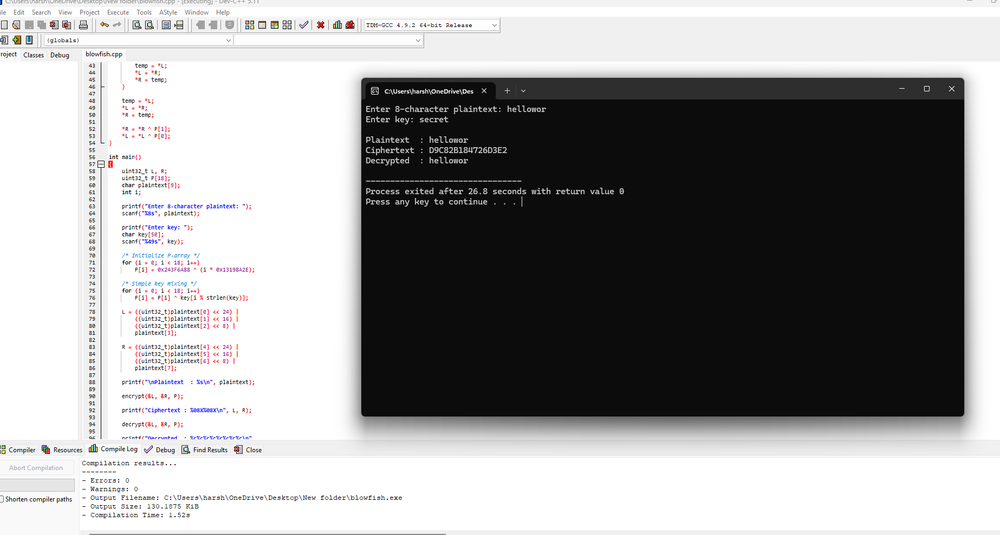 C:\Users\harsh\OneDrive\Desktop\New folder\blowfish.cpp - [Executing] - Dev-C++ 5.11
ile Edit Search View Project Execute Tools AStyle Window Help
TDM-GCC 4.9.2 64-bit Release
(globals)
roject Classes Debug
blowfish.cpp
43 temp = *L;
44 *L = *R;
45 *R = temp;
46 }
47
48 temp = *L;
49 *L = *R;
50 *R = temp;
51
52 *R = *R ^ P[1];
53 *L = *L ^ P[0];
54 }
55
56 int main()
57 {
58 uint32_t L, R;
59 uint32_t P[18];
60 char plaintext[9];
61 int i;
62
63 printf("Enter 8-character plaintext: ");
64 scanf("%8s", plaintext);
65
66 printf("Enter key: ");
67 char key[50];
68 scanf("%49s", key);
69
70 /* Initialize P-array */
71 for (i = 0; i < 18; i++)
72 P[i] = 0x243F6A88 ^ (i * 0x13198A2E);
73
74 /* Simple key mixing */
75 for (i = 0; i < 18; i++)
76 P[i] = P[i] ^ key[i % strlen(key)];
77
78 L = ((uint32_t)plaintext[0] << 24) |
79 ((uint32_t)plaintext[1] << 16) |
80 ((uint32_t)plaintext[2] << 8) |
81 plaintext[3];
82
83 R = ((uint32_t)plaintext[4] << 24) |
84 ((uint32_t)plaintext[5] << 16) |
85 ((uint32_t)plaintext[6] << 8) |
86 plaintext[7];
87
88 printf("\nPlaintext  : %s\n", plaintext);
89
90 encrypt(&L, &R, P);
91
92 printf("Ciphertext : %08X%08X\n", L, R);
93
94 decrypt(&L, &R, P);
95
96 printf("Decrypted  : %c%c%c%c%c%c%c%c\n"
C:\Users\harsh\OneDrive\Des
Enter 8-character plaintext: hellowor
Enter key: secret
Plaintext  : hellowor
Ciphertext : D9C82B184726D3E2
Decrypted  : hellowor
--------------------------------
Process exited after 26.8 seconds with return value 0
Press any key to continue . . .
Compiler Resources Compile Log Debug Find Results Close
Abort Compilation
Shorten compiler paths
Compilation results...
--------
- Errors: 0
- Warnings: 0
- Output Filename: C:\Users\harsh\OneDrive\Desktop\New folder\blowfish.exe
- Output Size: 130.1875 KiB
- Compilation Time: 1.52s